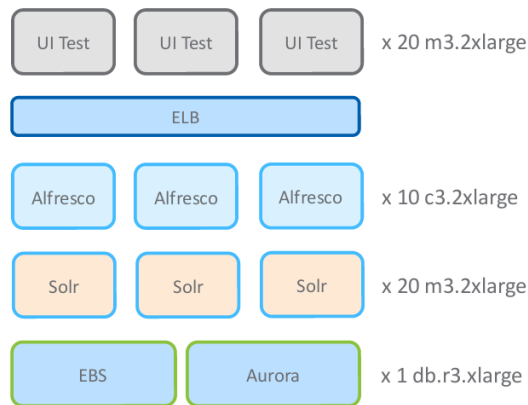 UI Test UI Test UI Test x 20 m3.2xlarge
ELB
Alfresco Alfresco Alfresco x 10 c3.2xlarge
Solr Solr Solr x 20 m3.2xlarge
EBS Aurora x 1 db.r3.xlarge